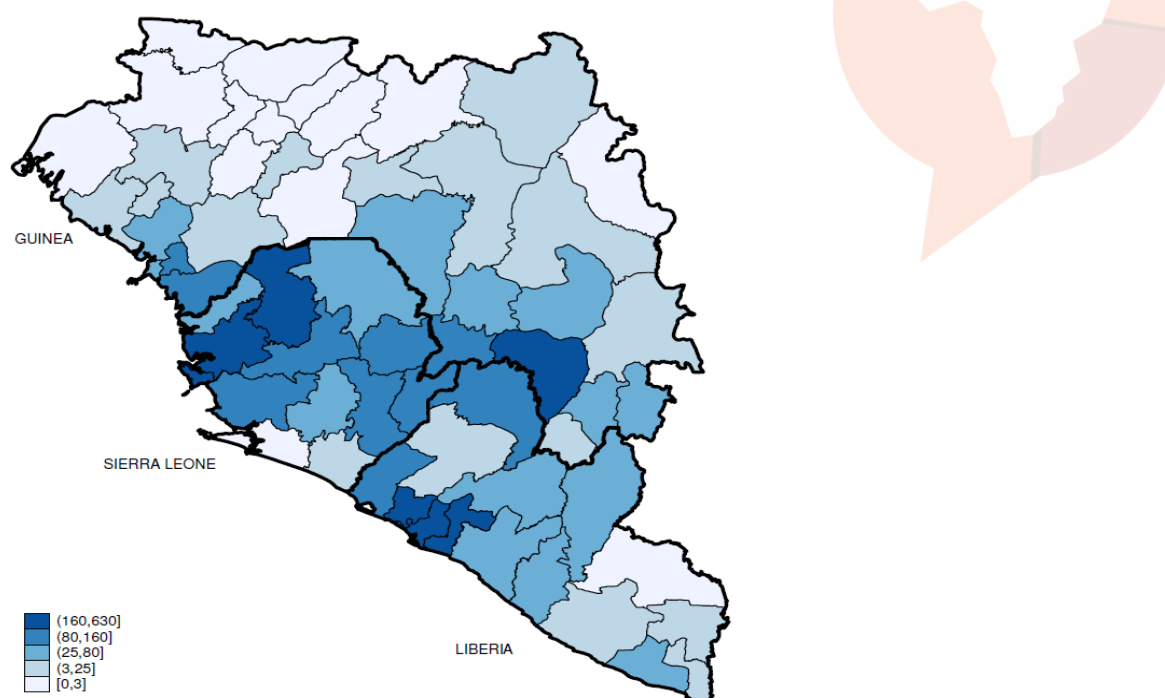 GUINEA
SIERRA LEONE
LIBERIA
(160,630]
(80,160]
(25,80]
(3,25]
[0,3]